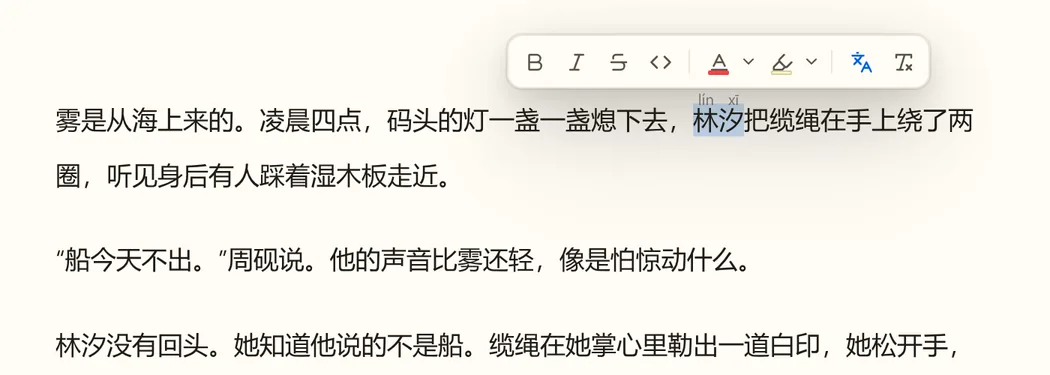 lín xī
雾是从海上来的。凌晨四点，码头的灯一盏一盏熄下去，林汐把缆绳在手上绕了两
圈，听见身后有人踩着湿木板走近。
“船今天不出。”周砚说。他的声音比雾还轻，像是怕惊动什么。
林汐没有回头。她知道他说的不是船。缆绳在她掌心里勒出一道白印，她松开手，